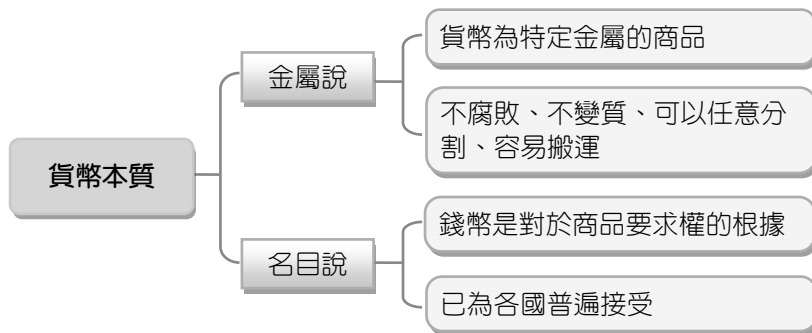 貨幣本質
金屬說
貨幣為特定金屬的商品
不腐敗、不變質、可以任意分
割、容易搬運
名目說
錢幣是對於商品要求權的根據
已為各國普遍接受